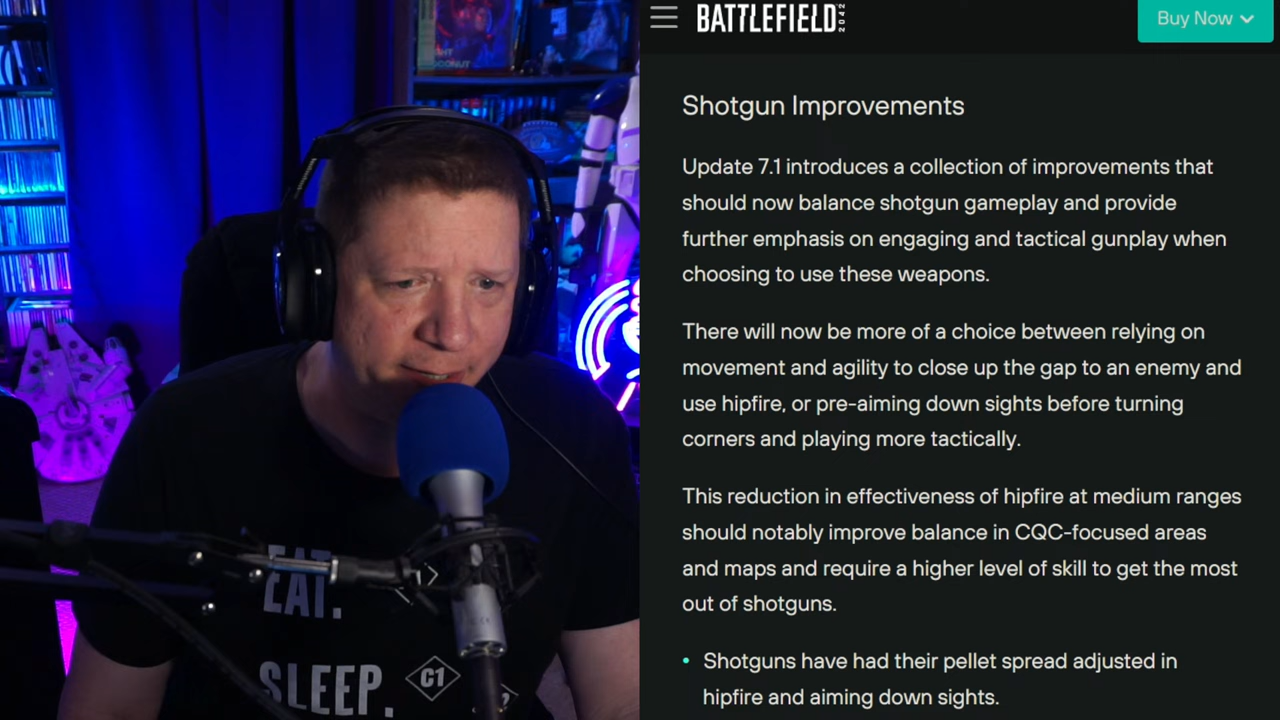 BATTLEFIELD 2042
Buy Now
Shotgun Improvements
Update 7.1 introduces a collection of improvements that
should now balance shotgun gameplay and provide
further emphasis on engaging and tactical gunplay when
choosing to use these weapons.
There will now be more of a choice between relying on
movement and agility to close up the gap to an enemy and
use hipfire, or pre-aiming down sights before turning
corners and playing more tactically.
This reduction in effectiveness of hipfire at medium ranges
should notably improve balance in CQC-focused areas
and maps and require a higher level of skill to get the most
out of shotguns.
• Shotguns have had their pellet spread adjusted in
hipfire and aiming down sights.
EAT.
SLEEP.
C1